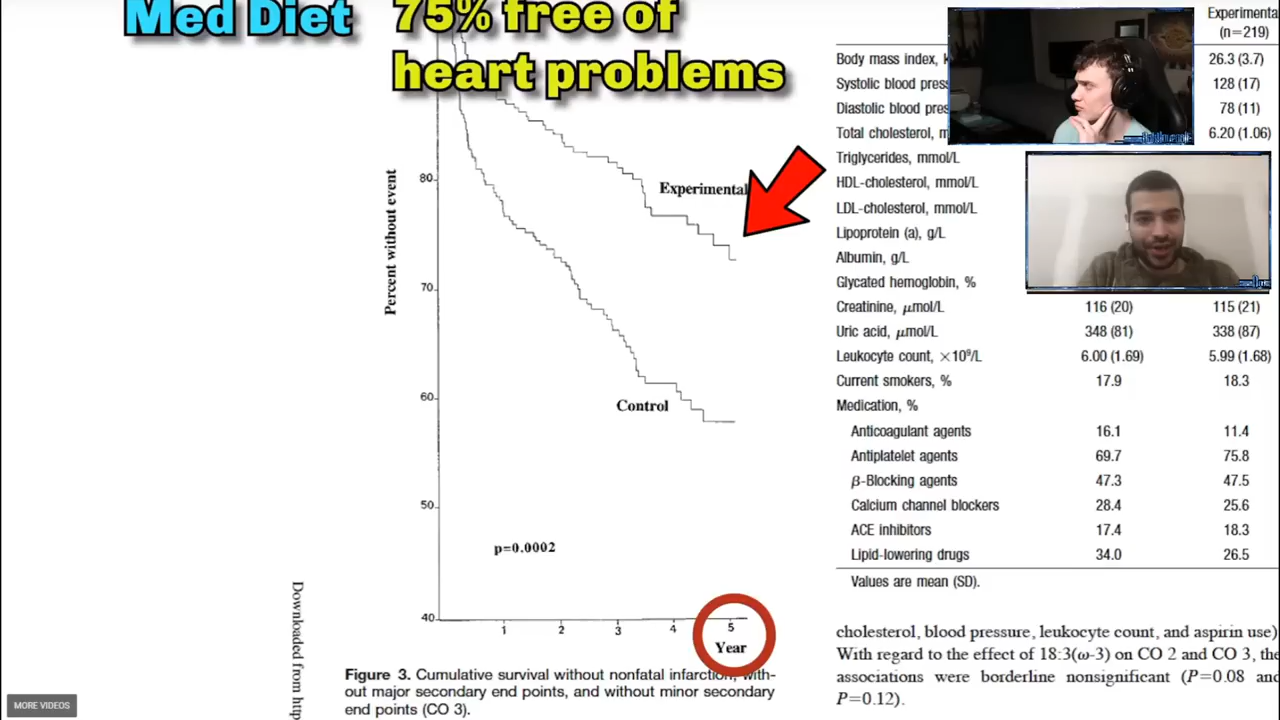 Med Diet
75% free of
heart problems
80
70
60
50
40
Percent without event
Experimental
Control
p=0.0002
1 2 3 4 5
Year
Downloaded from http
Figure 3. Cumulative survival without nonfatal infarction, with-
out major secondary end points, and without minor secondary
end points (CO 3).
Experimenta
(n=219)
Body mass index, k 26.3 (3.7)
Systolic blood pres 128 (17)
Diastolic blood pre 78 (11)
Total cholesterol, m 6.20 (1.06)
Triglycerides, mmol/L
HDL-cholesterol, mmol/L
LDL-cholesterol, mmol/L
Lipoprotein (a), g/L
Albumin, g/L
Glycated hemoglobin, %
Creatinine, μmol/L 116 (20) 115 (21)
Uric acid, μmol/L 348 (81) 338 (87)
Leukocyte count, ×10⁹/L 6.00 (1.69) 5.99 (1.68)
Current smokers, % 17.9 18.3
Medication, %
Anticoagulant agents 16.1 11.4
Antiplatelet agents 69.7 75.8
β-Blocking agents 47.3 47.5
Calcium channel blockers 28.4 25.6
ACE inhibitors 17.4 18.3
Lipid-lowering drugs 34.0 26.5
Values are mean (SD).
cholesterol, blood pressure, leukocyte count, and aspirin use)
With regard to the effect of 18:3(ω-3) on CO 2 and CO 3, the
associations were borderline nonsignificant (P=0.08 and
P=0.12).
MORE VIDEOS